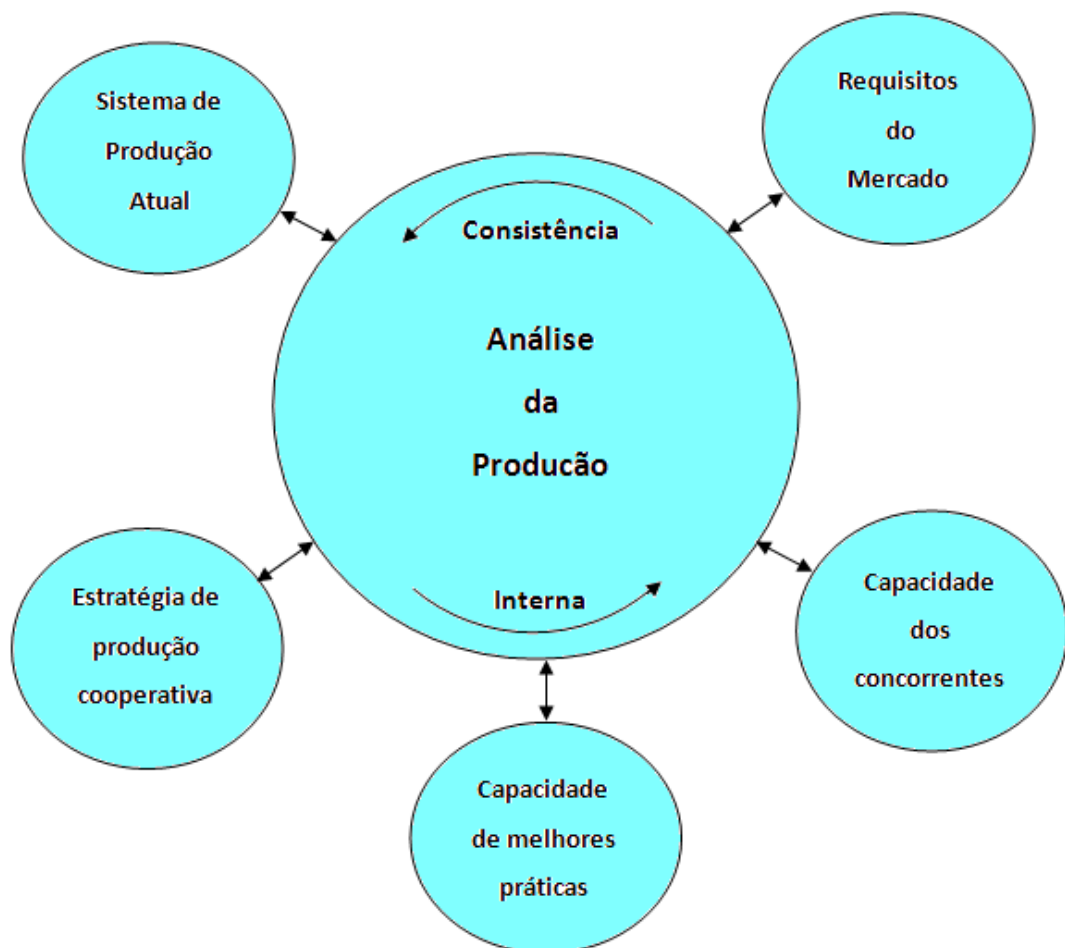 Sistema de
Produção
Atual
Requisitos
do
Mercado
Consistência
Análise
da
Producão
Interna
Estratégia de
produção
cooperativa
Capacidade
dos
concorrentes
Capacidade
de melhores
práticas